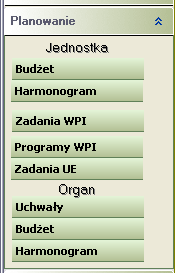 Planowanie
Jednostka
Budżet
Harmonogram
Zadania WPI
Programy WPI
Zadania UE
Organ
Uchwały
Budżet
Harmonogram